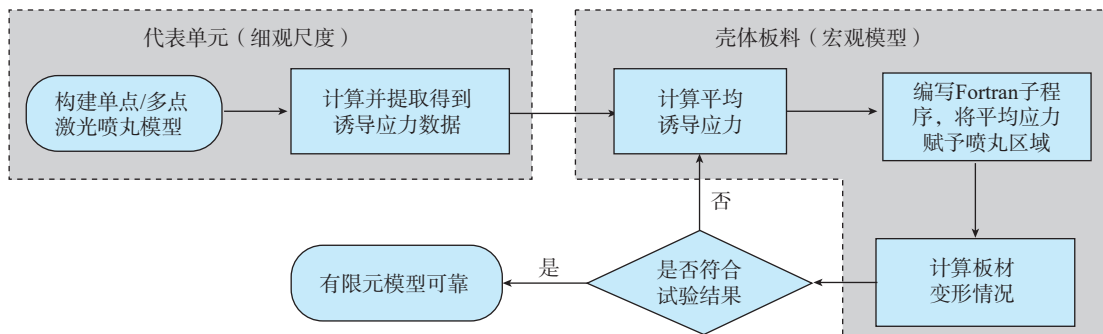 代表单元（细观尺度）
构建单点/多点
激光喷丸模型
计算并提取得到
诱导应力数据
壳体板料（宏观模型）
计算平均
诱导应力
编写Fortran子程
序，将平均应力
赋予喷丸区域
计算板材
变形情况
是否符合
试验结果
否
是
有限元模型可靠